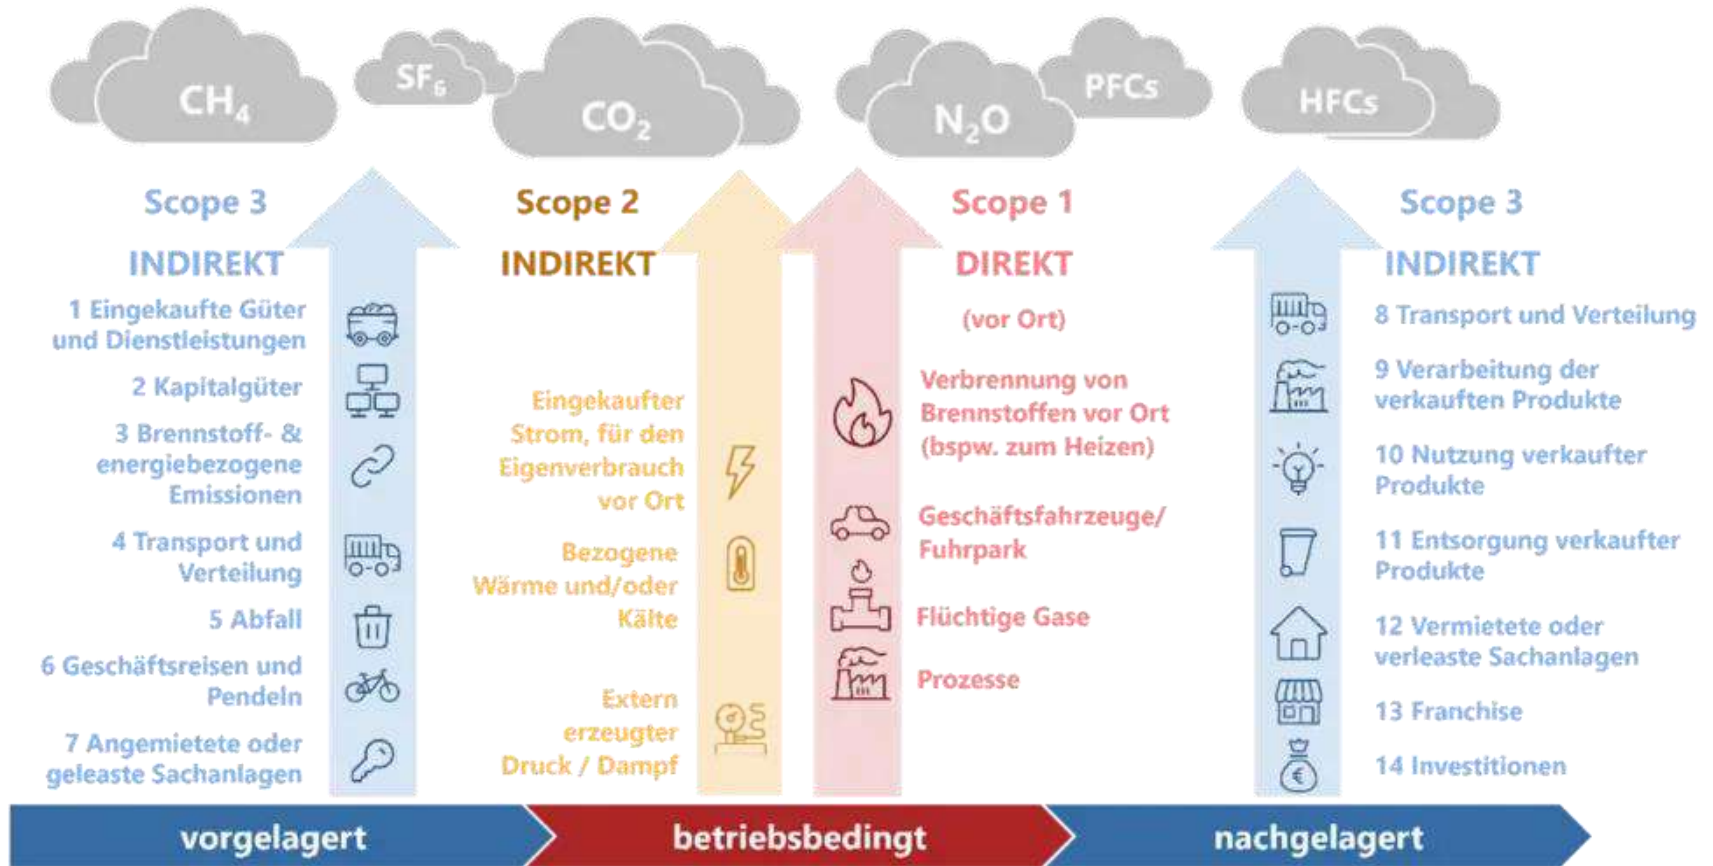 CH₄
SF₆
CO₂
N₂O
PFCs
HFCs
Scope 3
INDIREKT
1 Eingekaufte Güter
und Dienstleistungen
2 Kapitalgüter
3 Brennstoff- &
energiebezogene
Emissionen
4 Transport und
Verteilung
5 Abfall
6 Geschäftsreisen und
Pendeln
7 Angemietete oder
geleaste Sachanlagen
Scope 2
INDIREKT
Eingekaufter
Strom, für den
Eigenverbrauch
vor Ort
Bezogene
Wärme und/oder
Kälte
Extern
erzeugter
Druck / Dampf
Scope 1
DIREKT
(vor Ort)
Verbrennung von
Brennstoffen vor Ort
(bspw. zum Heizen)
Geschäftsfahrzeuge/
Fuhrpark
Flüchtige Gase
Prozesse
Scope 3
INDIREKT
8 Transport und Verteilung
9 Verarbeitung der
verkauften Produkte
10 Nutzung verkaufter
Produkte
11 Entsorgung verkaufter
Produkte
12 Vermietete oder
verleaste Sachanlagen
13 Franchise
€
14 Investitionen
vorgelagert
betriebsbedingt
nachgelagert